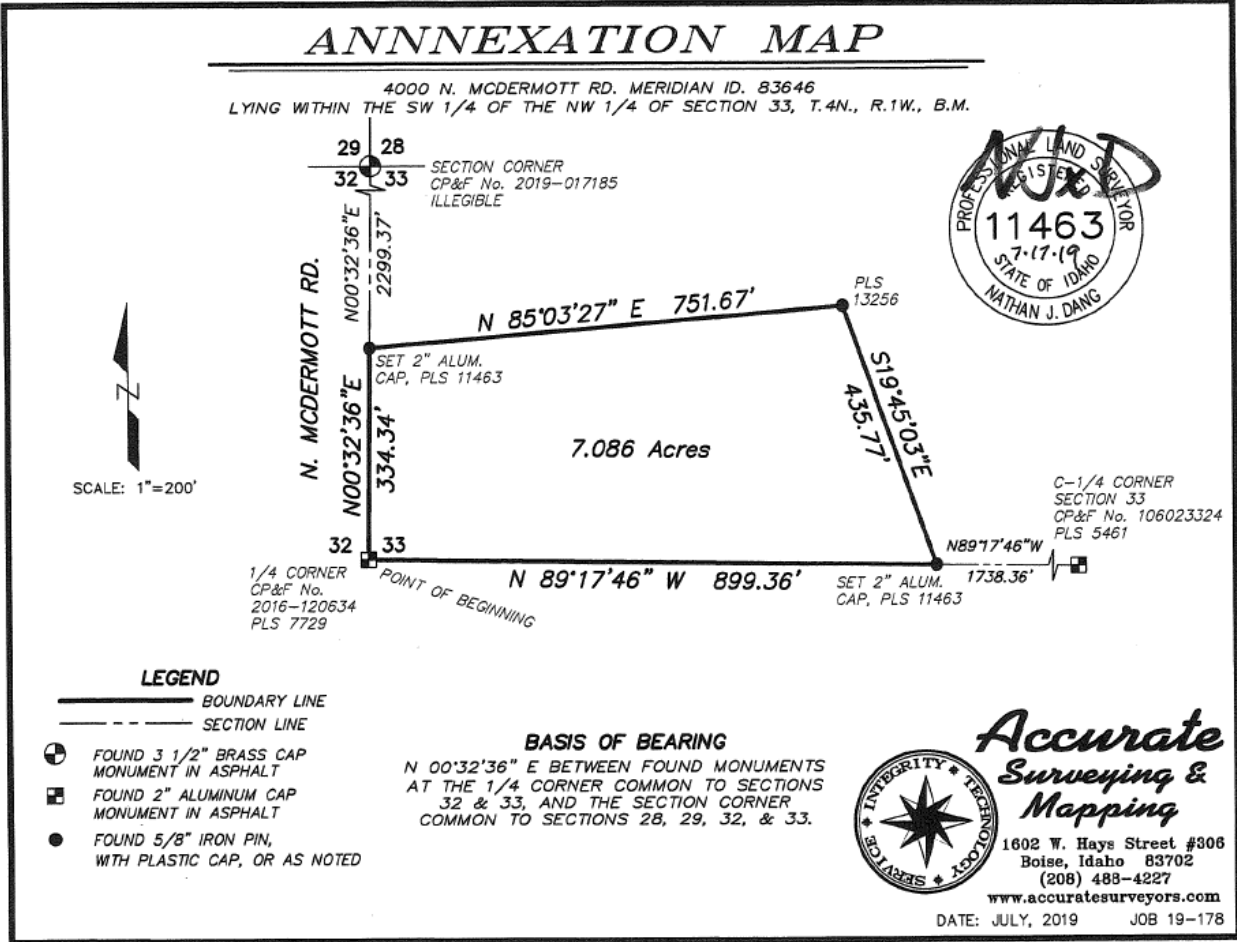 ANNNEXATION MAP
4000 N. MCDERMOTT RD. MERIDIAN ID. 83646
LYING WITHIN THE SW 1/4 OF THE NW 1/4 OF SECTION 33, T.4N., R.1W., B.M.
29 28
32 33
SECTION CORNER
CP&F No. 2019-017185
ILLEGIBLE
PROFESSIONAL LAND SURVEYOR
REGISTERED
11463
7-17-19
STATE OF IDAHO
NATHAN J. DANG
N00°32'36"E
2299.37'
N. MCDERMOTT RD.
N 85°03'27" E 751.67'
PLS
13256
SET 2" ALUM.
CAP, PLS 11463
N00°32'36"E
334.34'
S19°45'03"E
435.77'
7.086 Acres
N
SCALE: 1"=200'
C-1/4 CORNER
SECTION 33
CP&F No. 106023324
PLS 5461
32 33
N89°17'46"W
1738.36'
1/4 CORNER
CP&F No.
2016-120634
PLS 7729
POINT OF BEGINNING
N 89°17'46" W 899.36'
SET 2" ALUM.
CAP, PLS 11463
LEGEND
BOUNDARY LINE
SECTION LINE
FOUND 3 1/2" BRASS CAP
MONUMENT IN ASPHALT
FOUND 2" ALUMINUM CAP
MONUMENT IN ASPHALT
FOUND 5/8" IRON PIN,
WITH PLASTIC CAP, OR AS NOTED
BASIS OF BEARING
N 00°32'36" E BETWEEN FOUND MONUMENTS
AT THE 1/4 CORNER COMMON TO SECTIONS
32 & 33, AND THE SECTION CORNER
COMMON TO SECTIONS 28, 29, 32, & 33.
INTEGRITY TECHNOLOGY SERVICE
Accurate
Surveying &
Mapping
1602 W. Hays Street #306
Boise, Idaho 83702
(208) 488-4227
www.accuratesurveyors.com
DATE: JULY, 2019 JOB 19-178